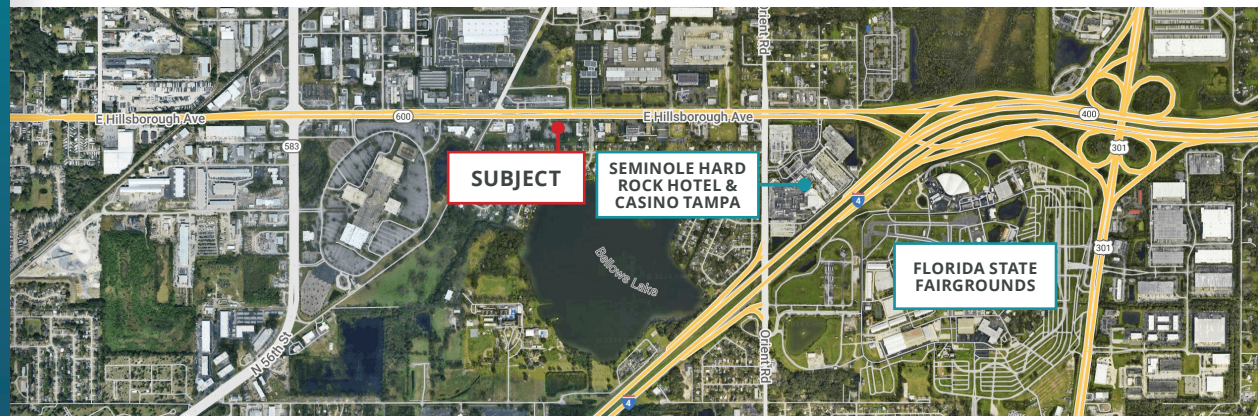 Orient Rd
E Hillsborough Ave
600
E Hillsborough Ave
400
583
301
SUBJECT
SEMINOLE HARD
ROCK HOTEL &
CASINO TAMPA
4
301
Bellows Lake
FLORIDA STATE
FAIRGROUNDS
N 56th St
Orient Rd
4